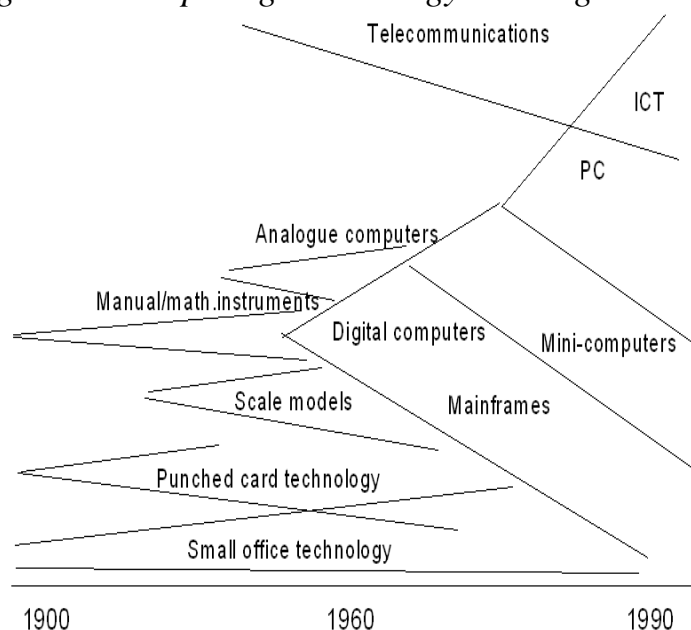 Telecommunications
ICT
PC
Analogue computers
Manual/math.instruments
Digital computers
Mini-computers
Scale models
Mainframes
Punched card technology
Small office technology
1900 1960 1990